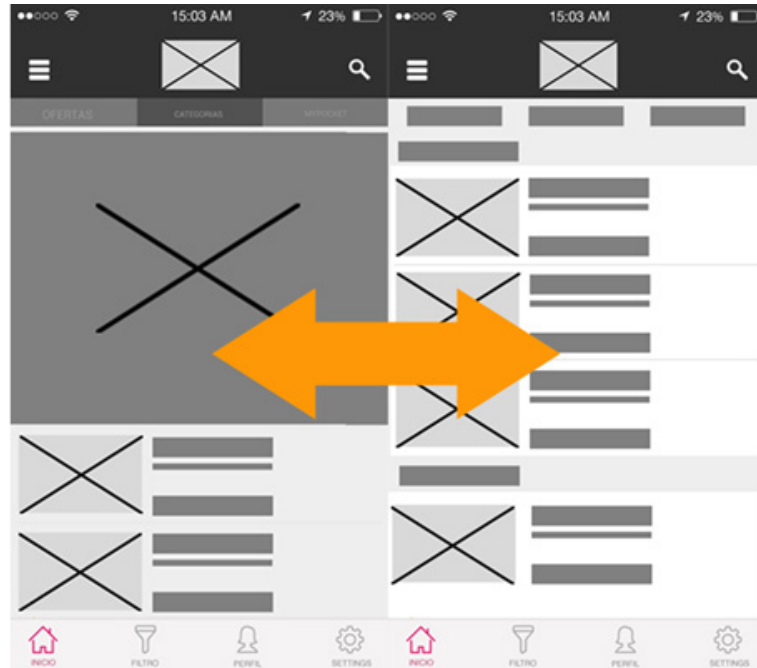 15:03 AM 23%
OFERTAS CATEGORIAS MYPOCKET
INICIO FILTRO PERFIL SETTINGS
15:03 AM 23%
INICIO FILTRO PERFIL SETTINGS